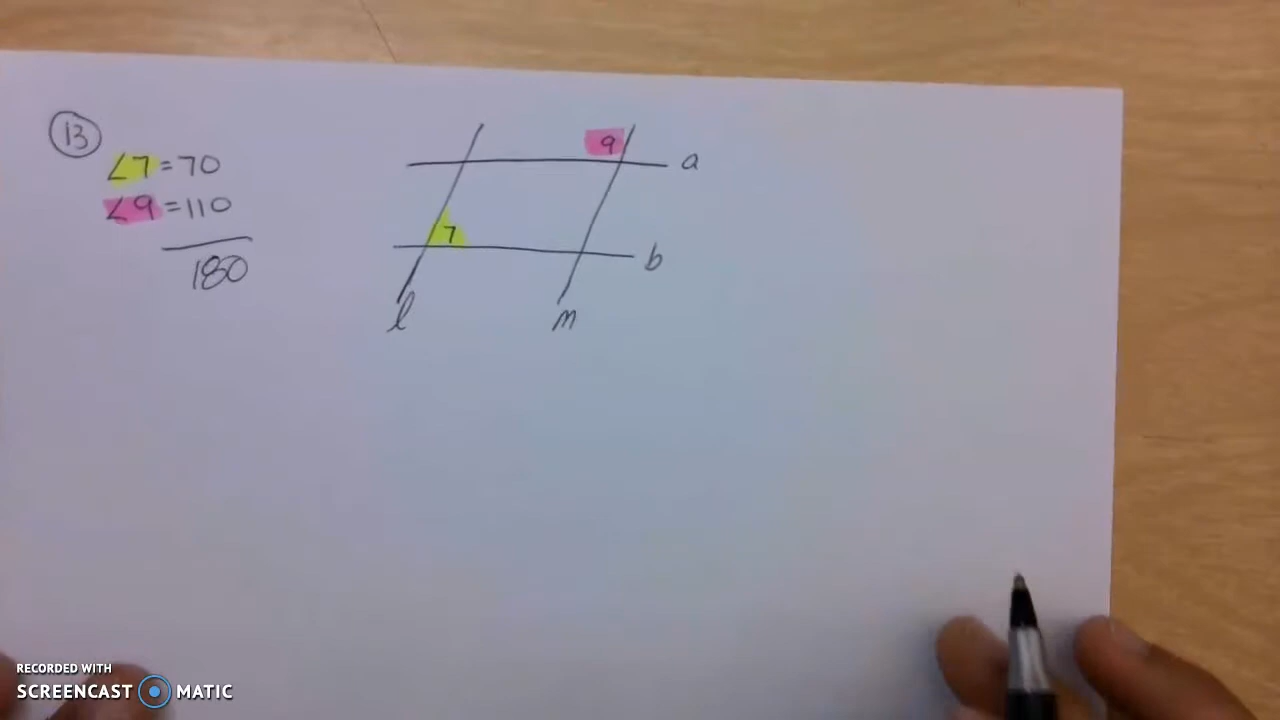 13
∠7=70
∠9=110
180
9
a
7
b
l
m
RECORDED WITH
SCREENCAST MATIC